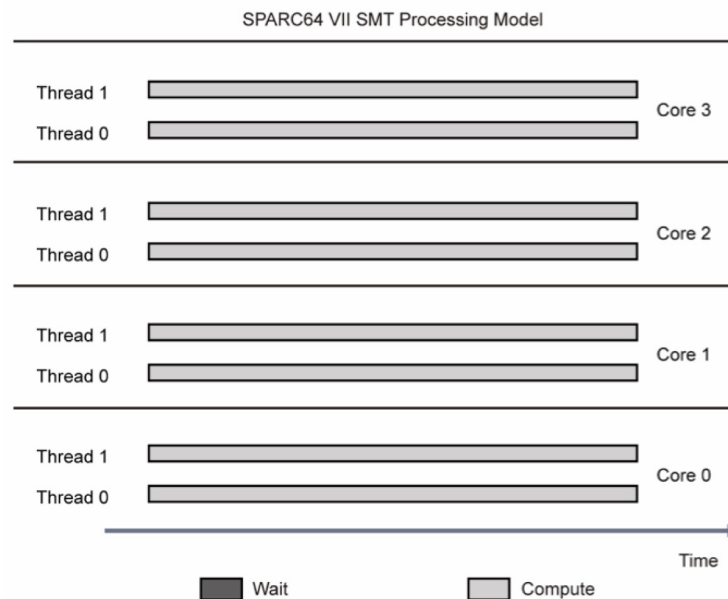 SPARC64 VII SMT Processing Model
Thread 1
Core 3
Thread 0
Thread 1
Core 2
Thread 0
Thread 1
Core 1
Thread 0
Thread 1
Core 0
Thread 0
Time
Wait Compute